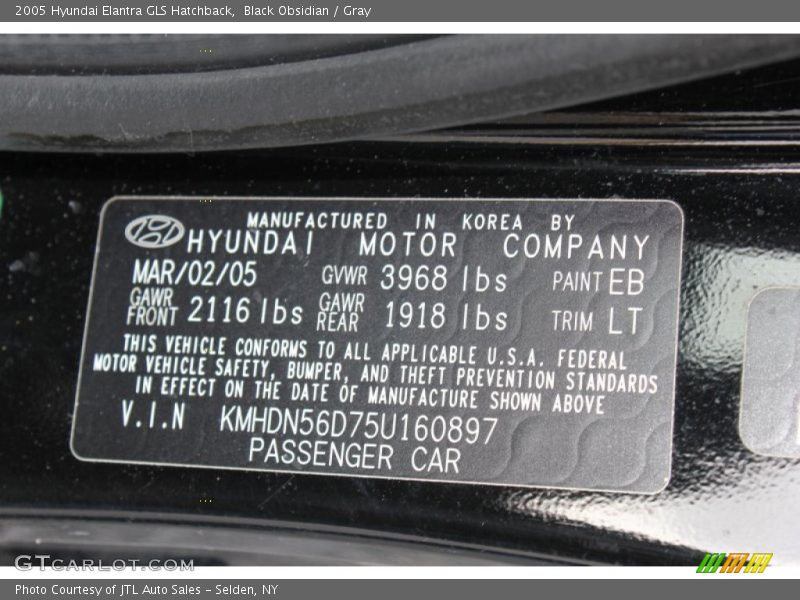 2005 Hyundai Elantra GLS Hatchback, Black Obsidian / Gray
MANUFACTURED IN KOREA BY
HYUNDAI MOTOR COMPANY
MAR/02/05 GVWR 3968 lbs PAINT EB
GAWR FRONT 2116 lbs GAWR REAR 1918 lbs TRIM LT
THIS VEHICLE CONFORMS TO ALL APPLICABLE U.S.A. FEDERAL
MOTOR VEHICLE SAFETY, BUMPER, AND THEFT PREVENTION STANDARDS
IN EFFECT ON THE DATE OF MANUFACTURE SHOWN ABOVE
V.I.N KMHDN56D75U160897
PASSENGER CAR
GTCARLOT.COM
Photo Courtesy of JTL Auto Sales - Selden, NY